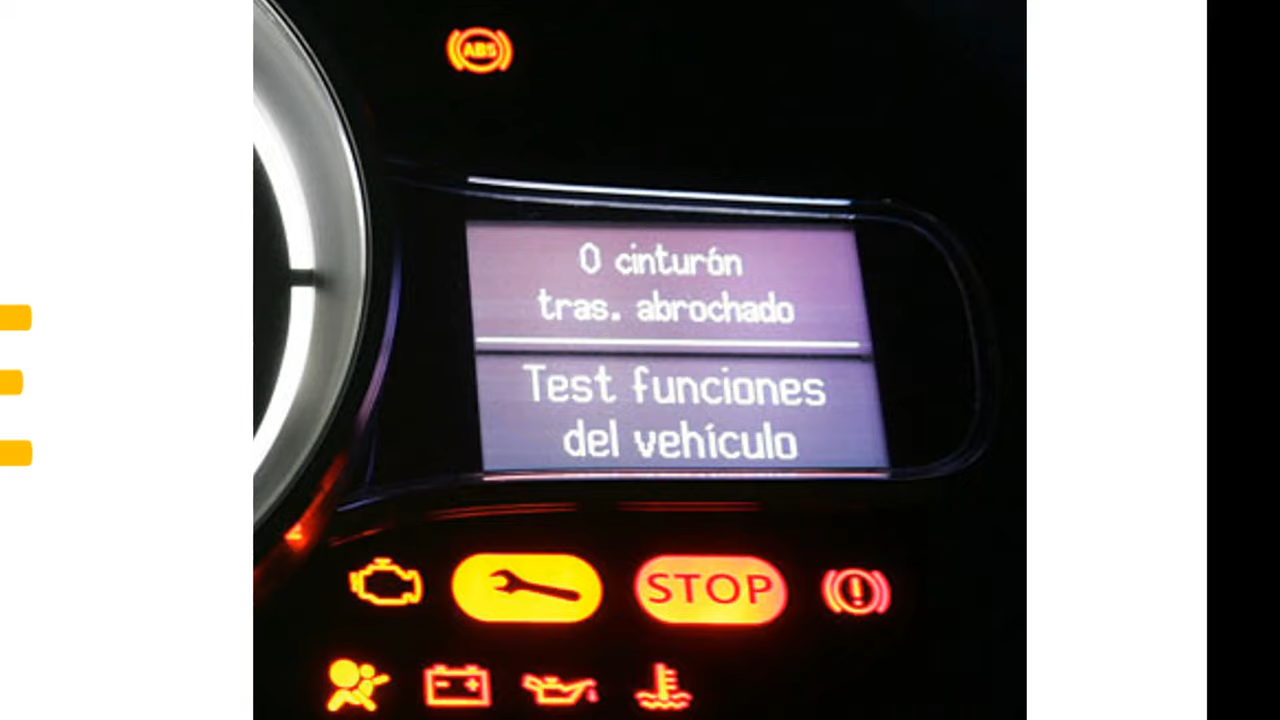 ABS
0 cinturón
tras. abrochado
Test funciones
del vehículo
STOP